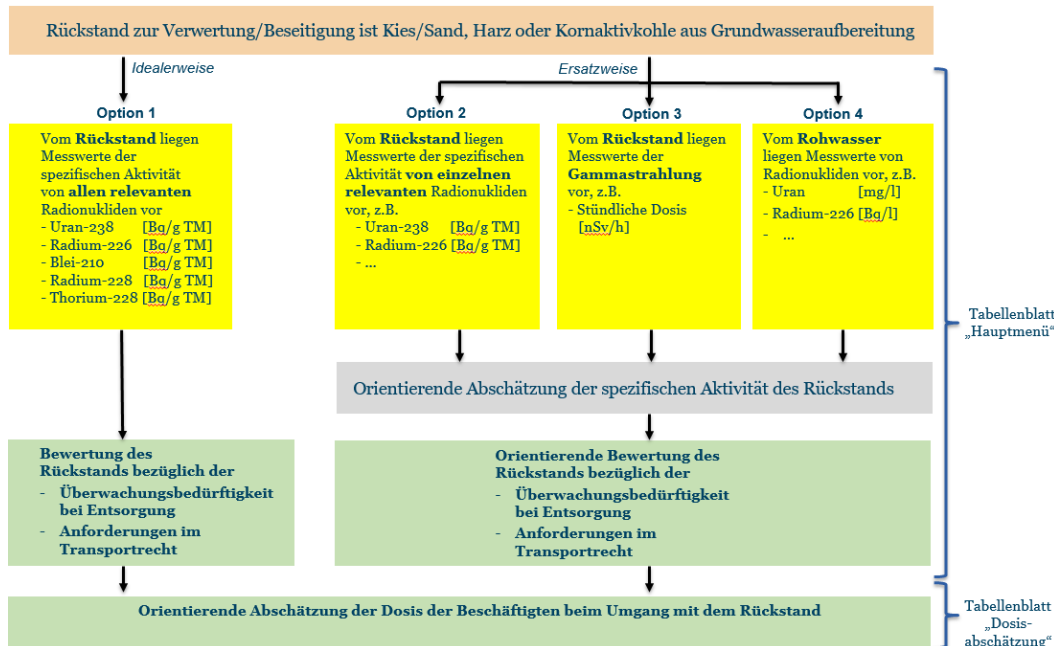 Rückstand zur Verwertung/Beseitigung ist Kies/Sand, Harz oder Kornaktivkohle aus Grundwasseraufbereitung
Idealerweise
Ersatzweise
Option 1
Vom Rückstand liegen
Messwerte der
spezifischen Aktivität
von allen relevanten
Radionukliden vor
- Uran-238 [Bq/g TM]
- Radium-226 [Bq/g TM]
- Blei-210 [Bq/g TM]
- Radium-228 [Bq/g TM]
- Thorium-228 [Bq/g TM]
Option 2
Vom Rückstand liegen
Messwerte der spezifischen
Aktivität von einzelnen
relevanten Radionukliden
vor, z.B.
- Uran-238 [Bq/g TM]
- Radium-226 [Bq/g TM]
- ...
Option 3
Vom Rückstand liegen
Messwerte der
Gammastrahlung
vor, z.B.
- Stündliche Dosis
[nSv/h]
Option 4
Vom Rohwasser
liegen Messwerte von
Radionukliden vor, z.B.
- Uran [mg/l]
- Radium-226 [Bq/l]
- ...
Tabellenblatt
„Hauptmenü“
Orientierende Abschätzung der spezifischen Aktivität des Rückstands
Bewertung des
Rückstands bezüglich der
- Überwachungsbedürftigkeit
bei Entsorgung
- Anforderungen im
Transportrecht
Orientierende Bewertung des
Rückstands bezüglich der
- Überwachungsbedürftigkeit
bei Entsorgung
- Anforderungen im
Transportrecht
Orientierende Abschätzung der Dosis der Beschäftigten beim Umgang mit dem Rückstand
Tabellenblatt
„Dosis-
abschätzung“